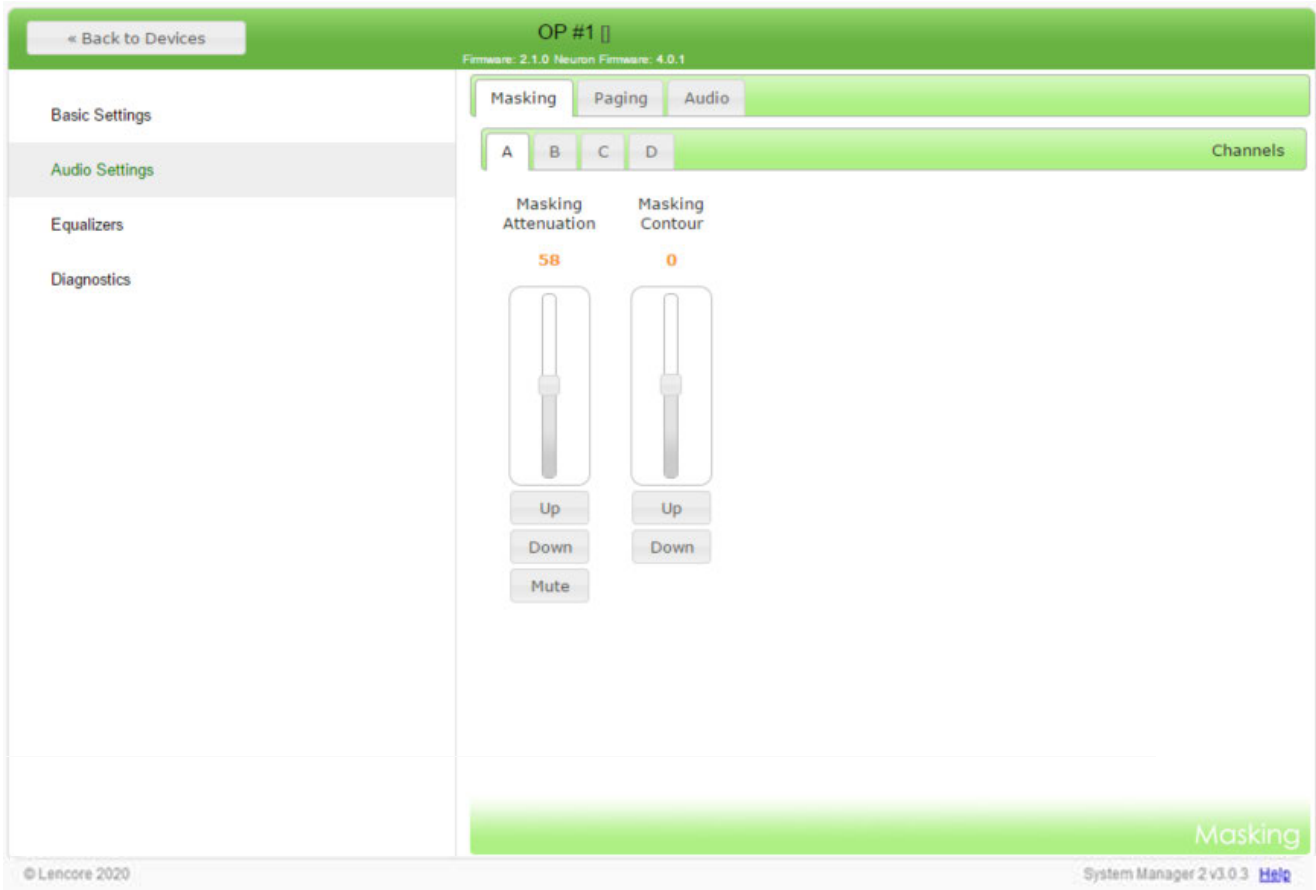 « Back to Devices
OP #1 []
Firmware: 2.1.0 Neuron Firmware: 4.0.1
Basic Settings
Audio Settings
Equalizers
Diagnostics
Masking Paging Audio
A B C D Channels
Masking Attenuation
58
Up
Down
Mute
Masking Contour
0
Up
Down
Masking
© Lencore 2020
System Manager 2 v3.0.3 Help